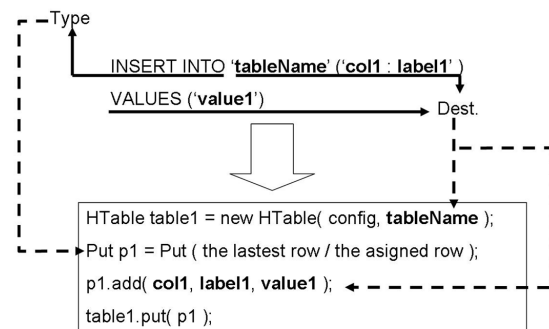 Type
INSERT INTO ‘tableName’ (‘col1 : label1’ )
VALUES (‘value1’)
Dest.
HTable table1 = new HTable( config, tableName );
Put p1 = Put ( the lastest row / the asigned row );
p1.add( col1, label1, value1 );
table1.put( p1 );